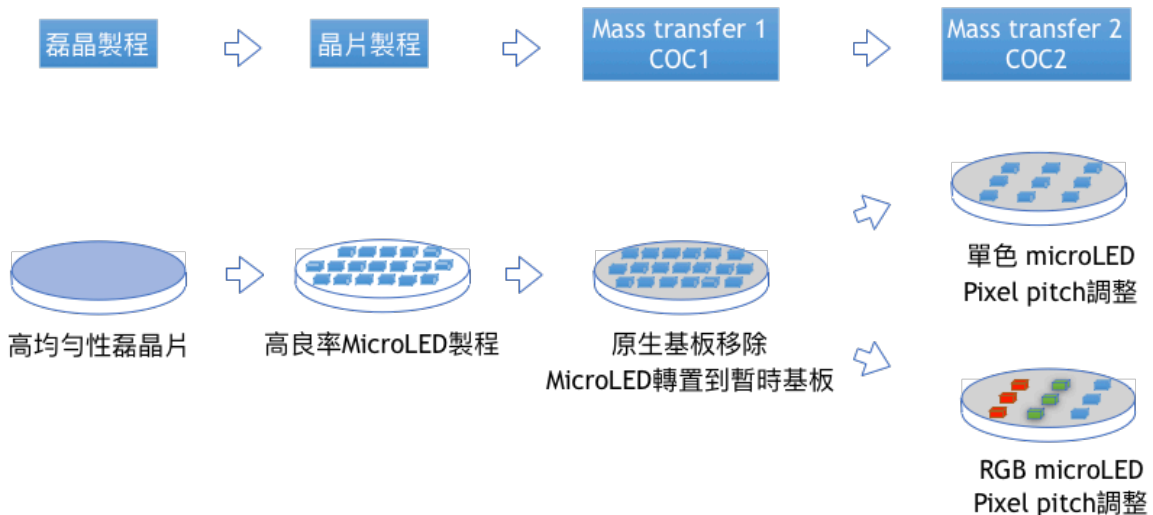 磊晶製程
晶片製程
Mass transfer 1
COC1
Mass transfer 2
COC2
高均勻性磊晶片
高良率MicroLED製程
原生基板移除
MicroLED轉置到暫時基板
單色 microLED
Pixel pitch調整
RGB microLED
Pixel pitch調整